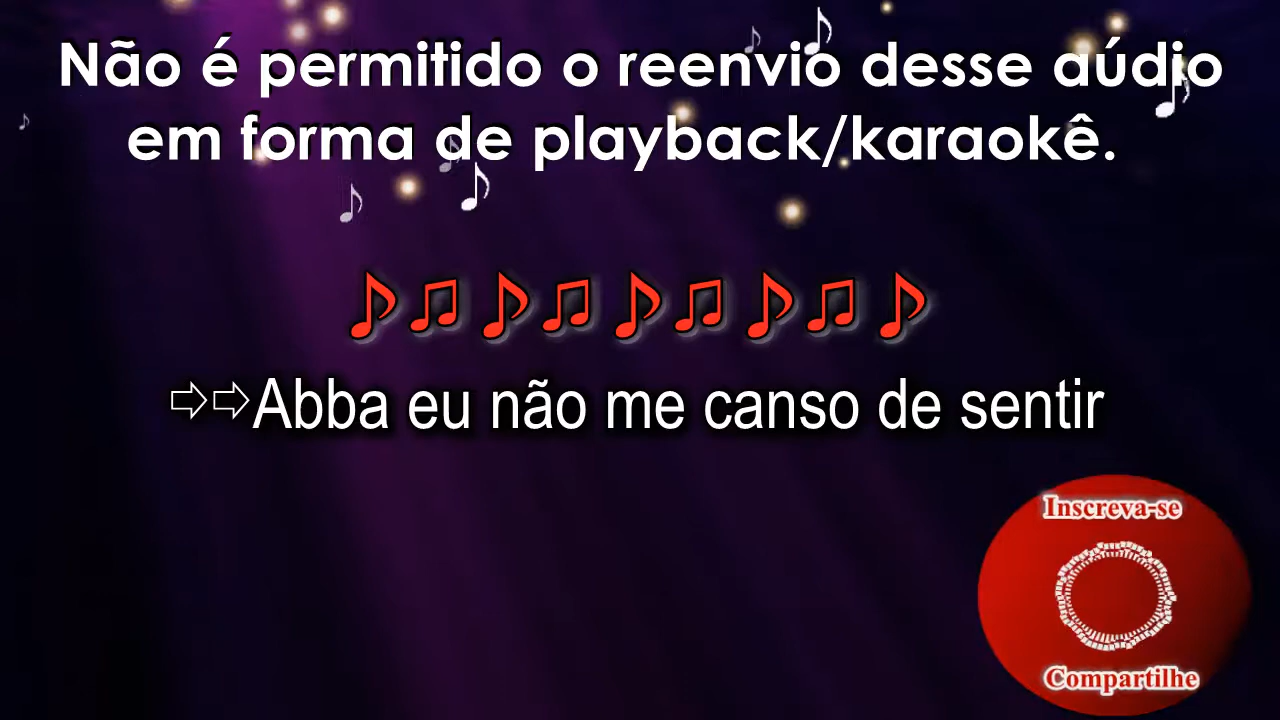 Não é permitido o reenvio desse aúdio
em forma de playback/karaokê.
♪♫♪♫♪♫♪♫♪
⇨⇨Abba eu não me canso de sentir
Inscreva-se
Compartilhe